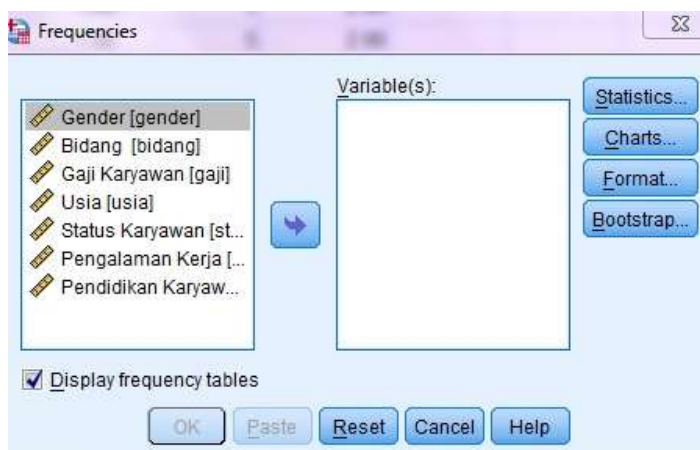 Frequencies
Variable(s):
Gender [gender]
Bidang [bidang]
Gaji Karyawan [gaji]
Usia [usia]
Status Karyawan [st...
Pengalaman Kerja [...
Pendidikan Karyaw...
Statistics...
Charts...
Format...
Bootstrap...
Display frequency tables
OK Paste Reset Cancel Help